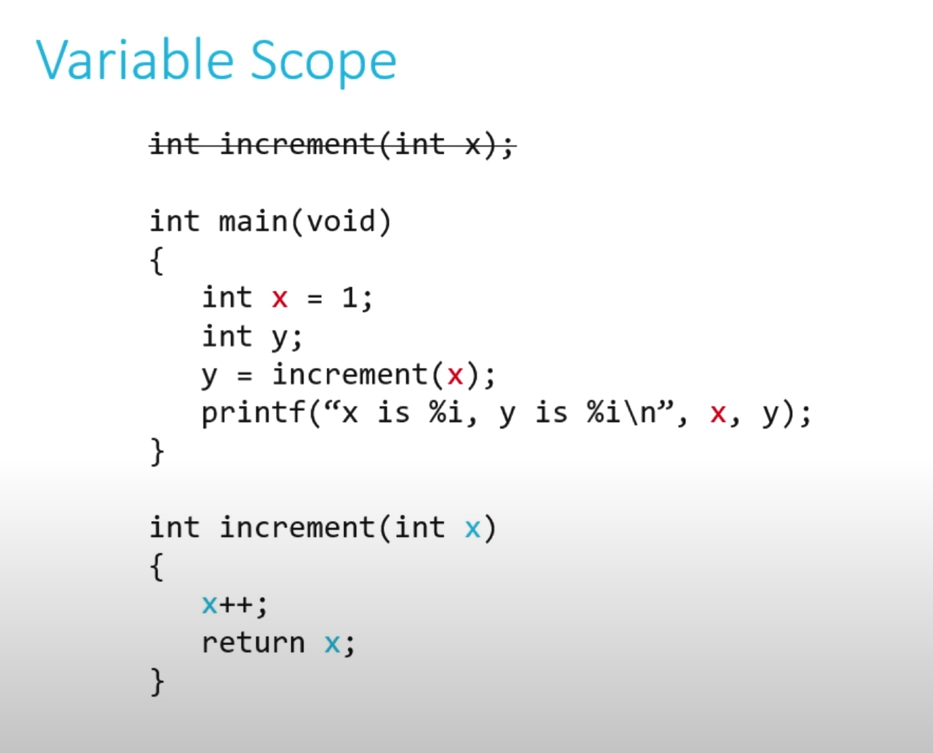 Variable Scope
int increment(int x);
int main(void)
{
int x = 1;
int y;
y = increment(x);
printf(“x is %i, y is %i\n”, x, y);
}
int increment(int x)
{
x++;
return x;
}